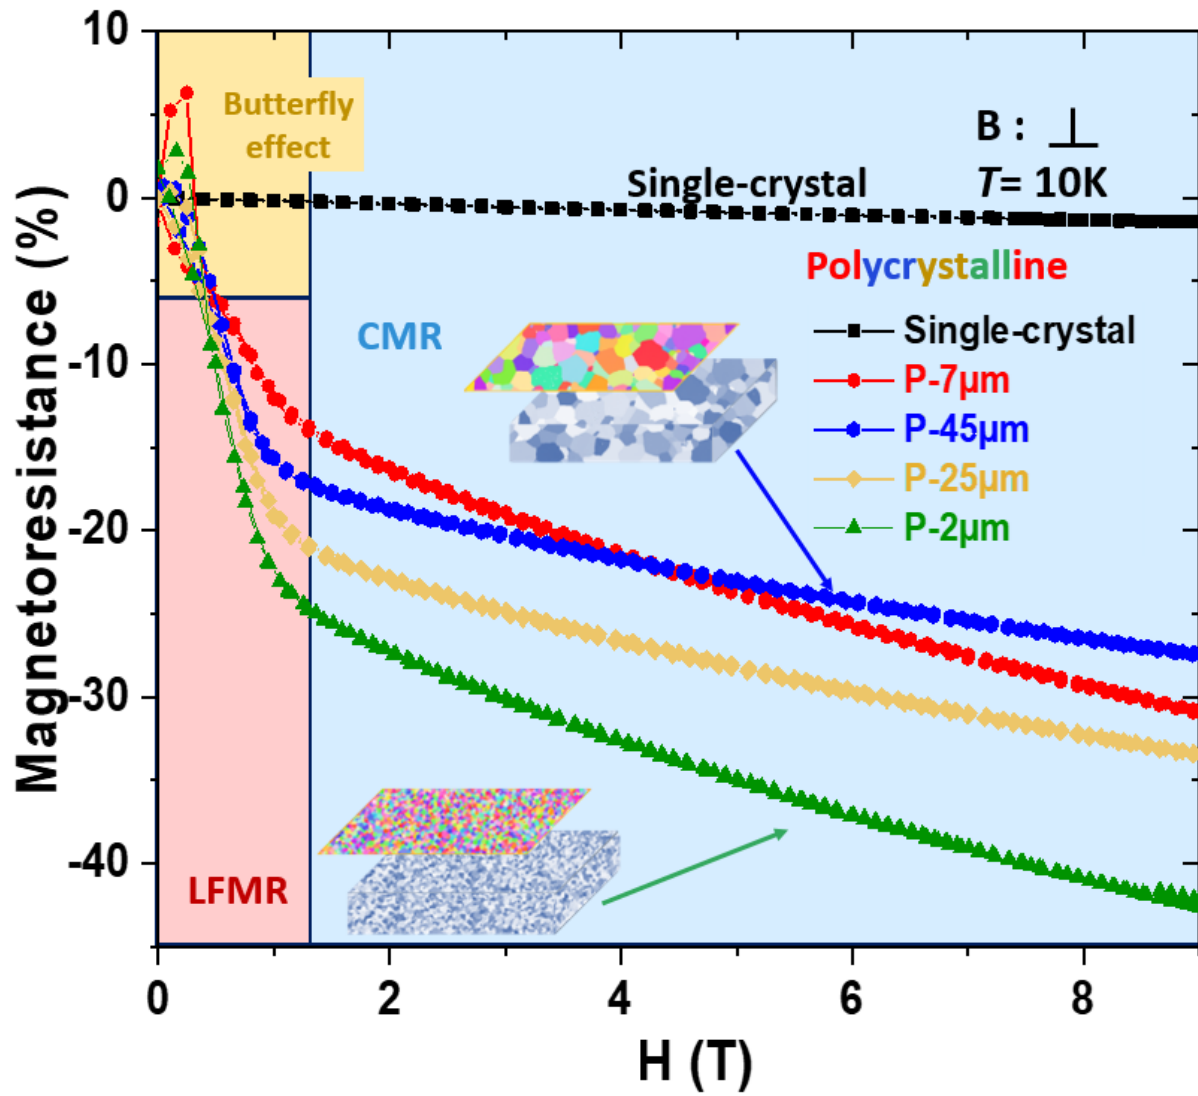 10
0
-10
-20
-30
-40
Magnetoresistance (%)
Butterfly
effect
B : ⊥
T= 10K
Single-crystal
Polycrystalline
CMR
Single-crystal
P-7µm
P-45µm
P-25µm
P-2µm
LFMR
0 2 4 6 8
H (T)